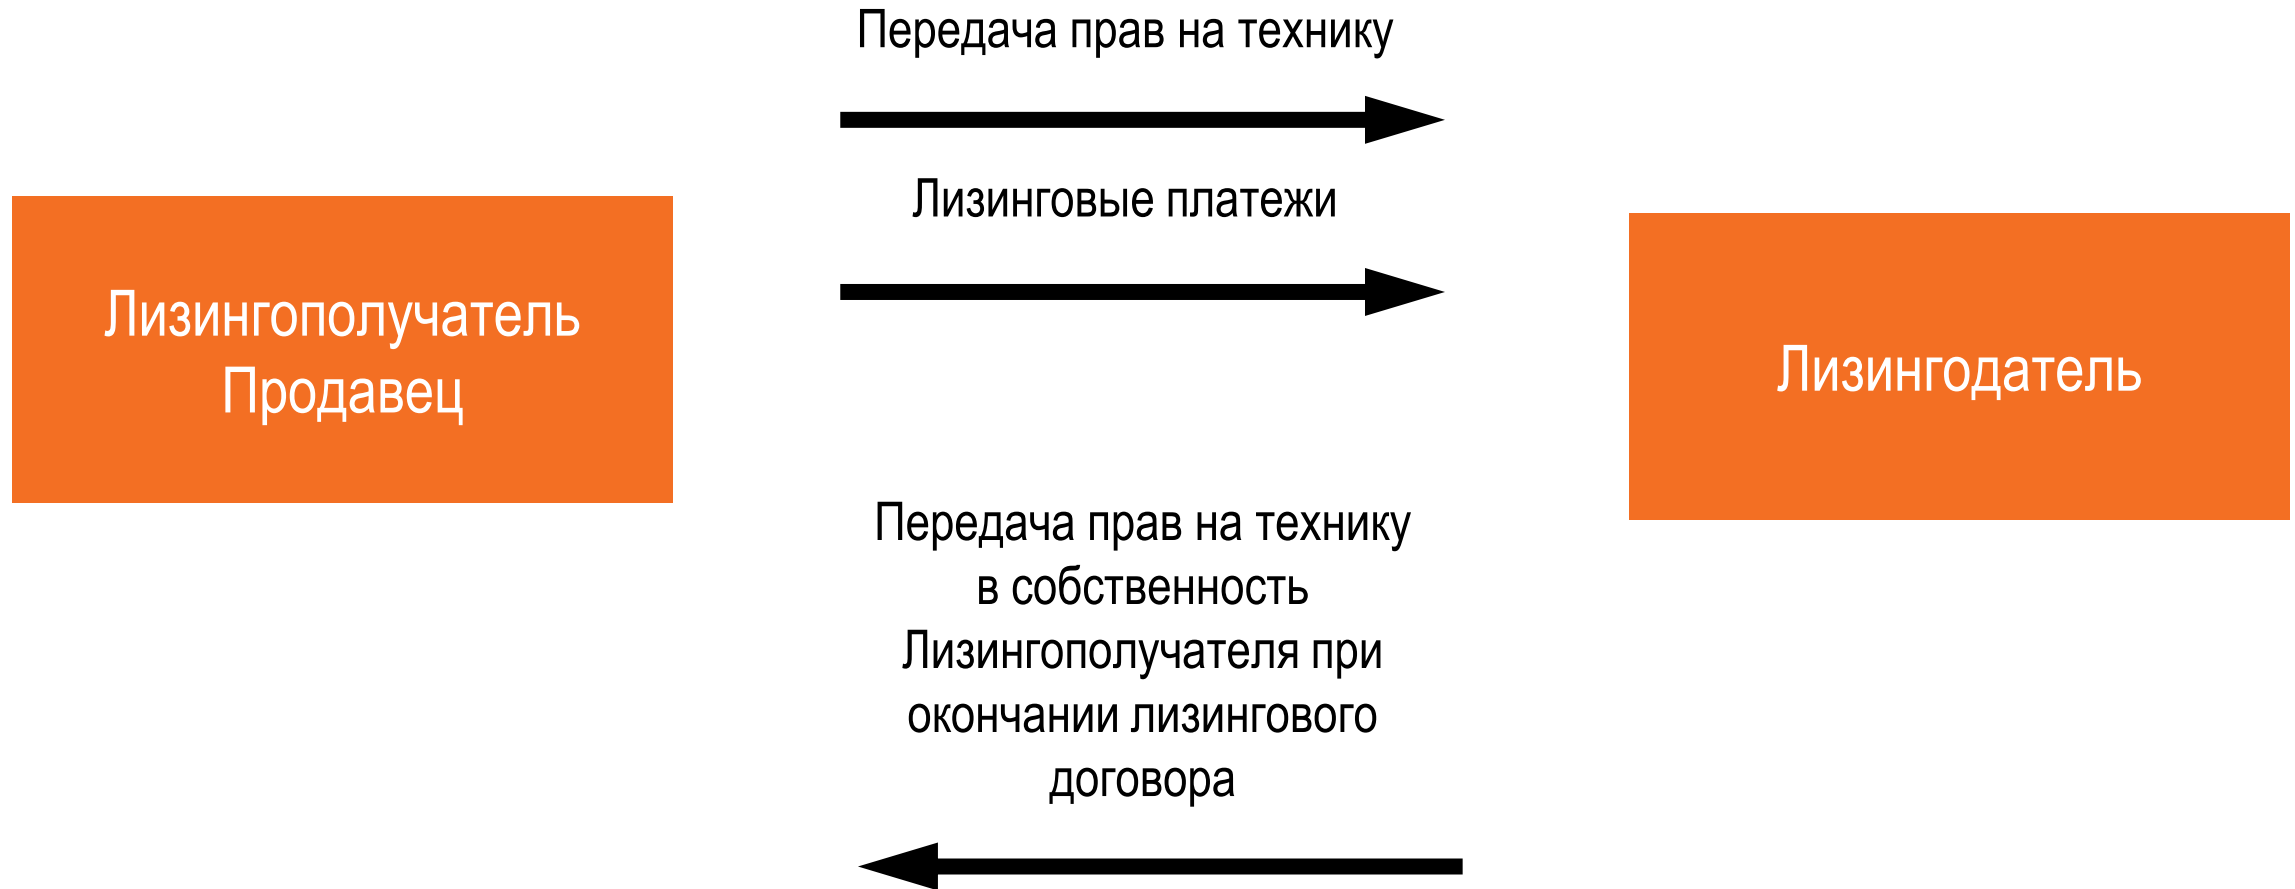 Передача прав на технику
Лизинговые платежи
Лизингополучатель
Продавец
Лизингодатель
Передача прав на технику
в собственность
Лизингополучателя при
окончании лизингового
договора